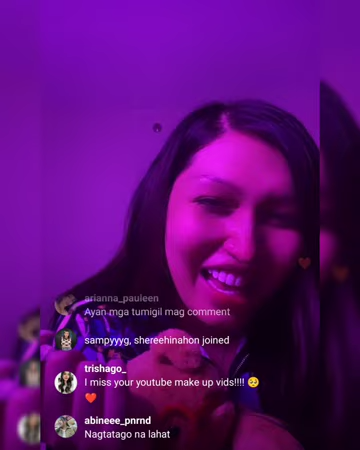 arianna_pauleen
Ayan mga tumigil mag comment
sampyyyg, shereehinahon joined
trishago_
I miss your youtube make up vids!!!! 🥺
❤️
abineee_pnrnd
Nagtatago na lahat